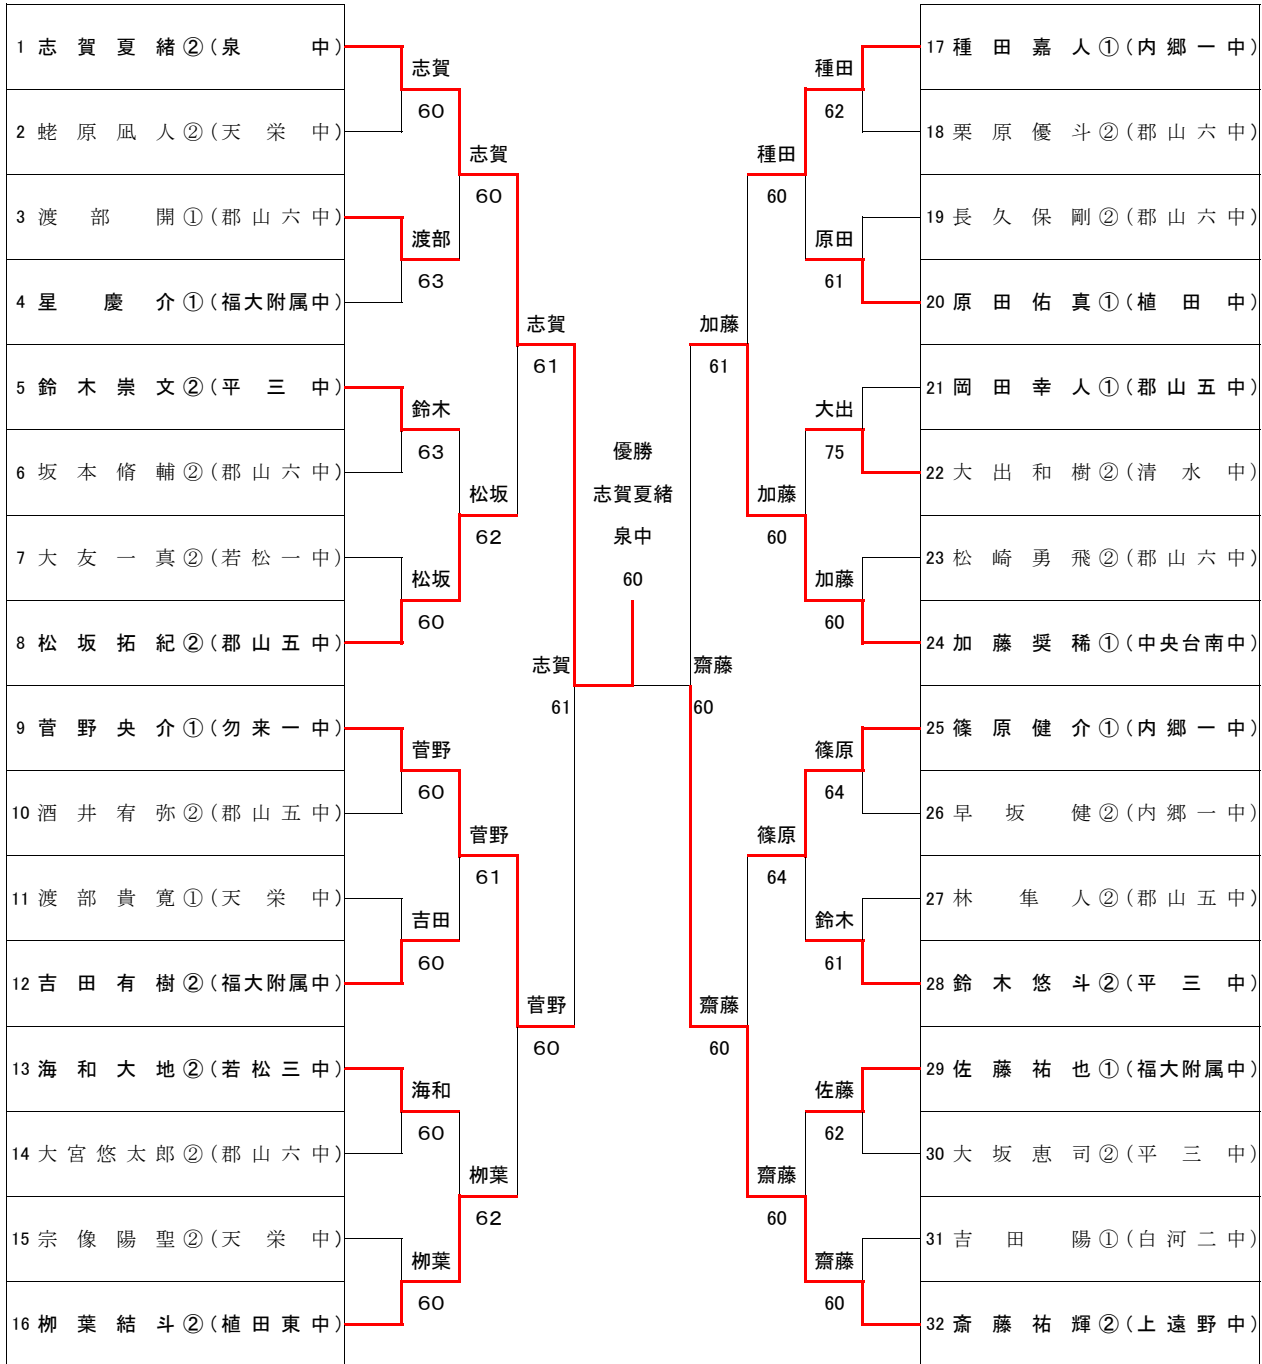 1 志賀夏緒②(泉中)
2 蛯原凪人②(天栄中)
3 渡部開①(郡山六中)
4 星慶介①(福大附属中)
5 鈴木崇文②(平三中)
6 坂本脩輔②(郡山六中)
7 大友一真②(若松一中)
8 松坂拓紀②(郡山五中)
9 菅野央介①(勿来一中)
10 酒井宥弥②(郡山五中)
11 渡部貴寛①(天栄中)
12 吉田有樹②(福大附属中)
13 海和大地②(若松三中)
14 大宮悠太郎②(郡山六中)
15 宗像陽聖②(天栄中)
16 栁葉結斗②(植田東中)
志賀
60
渡部
63
鈴木
63
松坂
60
菅野
60
吉田
60
海和
60
栁葉
60
志賀
60
松坂
62
菅野
61
栁葉
62
志賀
61
菅野
60
志賀
61
優勝
志賀夏緒
泉中
60
齋藤
60
加藤
61
齋藤
60
種田
60
加藤
60
篠原
64
齋藤
60
種田
62
原田
61
大出
75
加藤
60
篠原
64
鈴木
61
佐藤
62
齋藤
60
17 種田嘉人①(内郷一中)
18 栗原優斗②(郡山六中)
19 長久保剛②(郡山六中)
20 原田佑真①(植田中)
21 岡田幸人①(郡山五中)
22 大出和樹②(清水中)
23 松崎勇飛②(郡山六中)
24 加藤奨稀①(中央台南中)
25 篠原健介①(内郷一中)
26 早坂健②(内郷一中)
27 林隼人②(郡山五中)
28 鈴木悠斗②(平三中)
29 佐藤祐也①(福大附属中)
30 大坂恵司②(平三中)
31 吉田陽①(白河二中)
32 斎藤祐輝②(上遠野中)